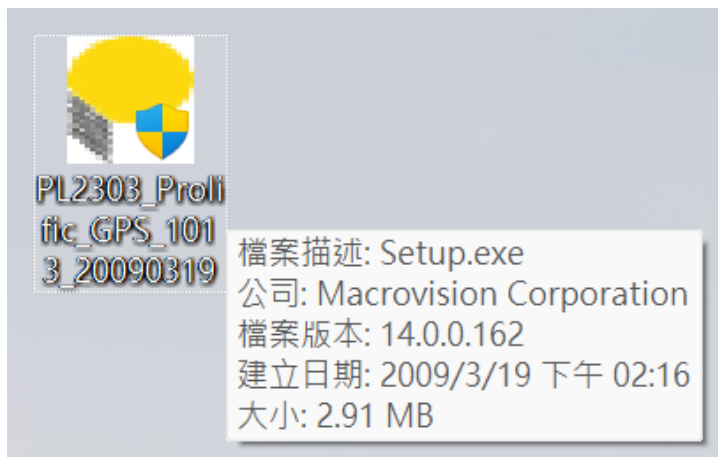 PL2303_Proli
fic_GPS_101
3_20090319
檔案描述: Setup.exe
公司: Macrovision Corporation
檔案版本: 14.0.0.162
建立日期: 2009/3/19 下午 02:16
大小: 2.91 MB